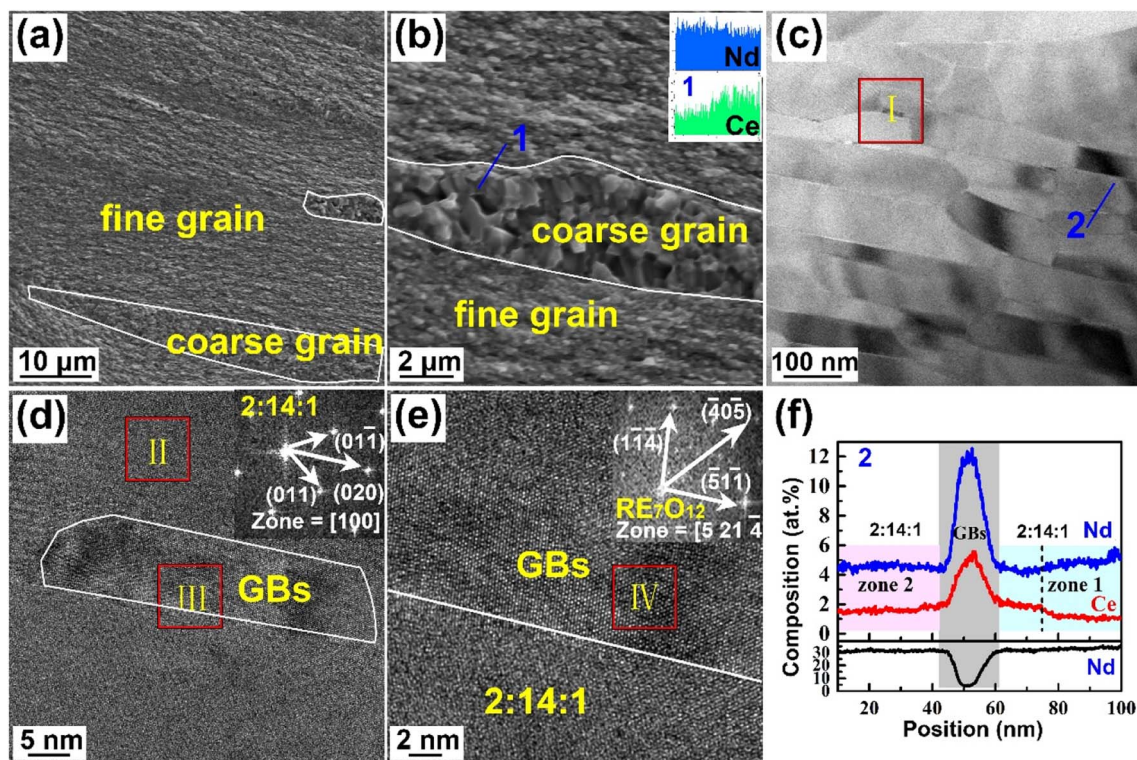 (a)
fine grain
coarse grain
10 μm
(b)
Nd
1
Ce
1
coarse grain
fine grain
2 μm
(c)
I
2
100 nm
(d)
2:14:1
II
(01̄1̄)
(011)
(020)
Zone = [100]
III
GBs
5 nm
(e)
(4̄05̄)
(11̄4̄)
(5̄11̄)
RE₇O₁₂
Zone = [5 21 4̄
GBs
IV
2:14:1
2 nm
(f)
2
2:14:1
GBs
2:14:1
Nd
zone 2
zone 1
Ce
Nd
Composition (at.%)
12
10
8
6
4
2
0
30
20
10
0
20
40
60
80
100
Position (nm)